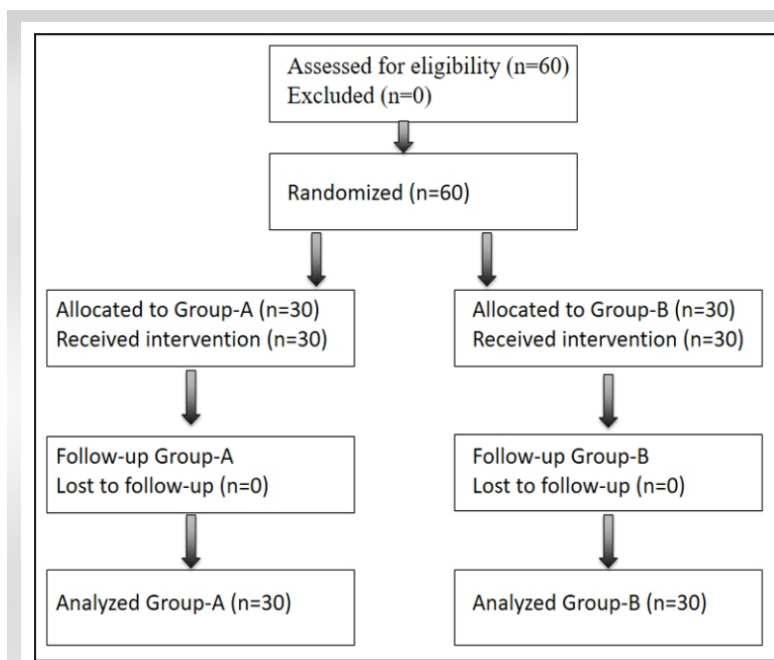 Assessed for eligibility (n=60)
Excluded (n=0)
Randomized (n=60)
Allocated to Group-A (n=30)
Received intervention (n=30)
Allocated to Group-B (n=30)
Received intervention (n=30)
Follow-up Group-A
Lost to follow-up (n=0)
Follow-up Group-B
Lost to follow-up (n=0)
Analyzed Group-A (n=30)
Analyzed Group-B (n=30)